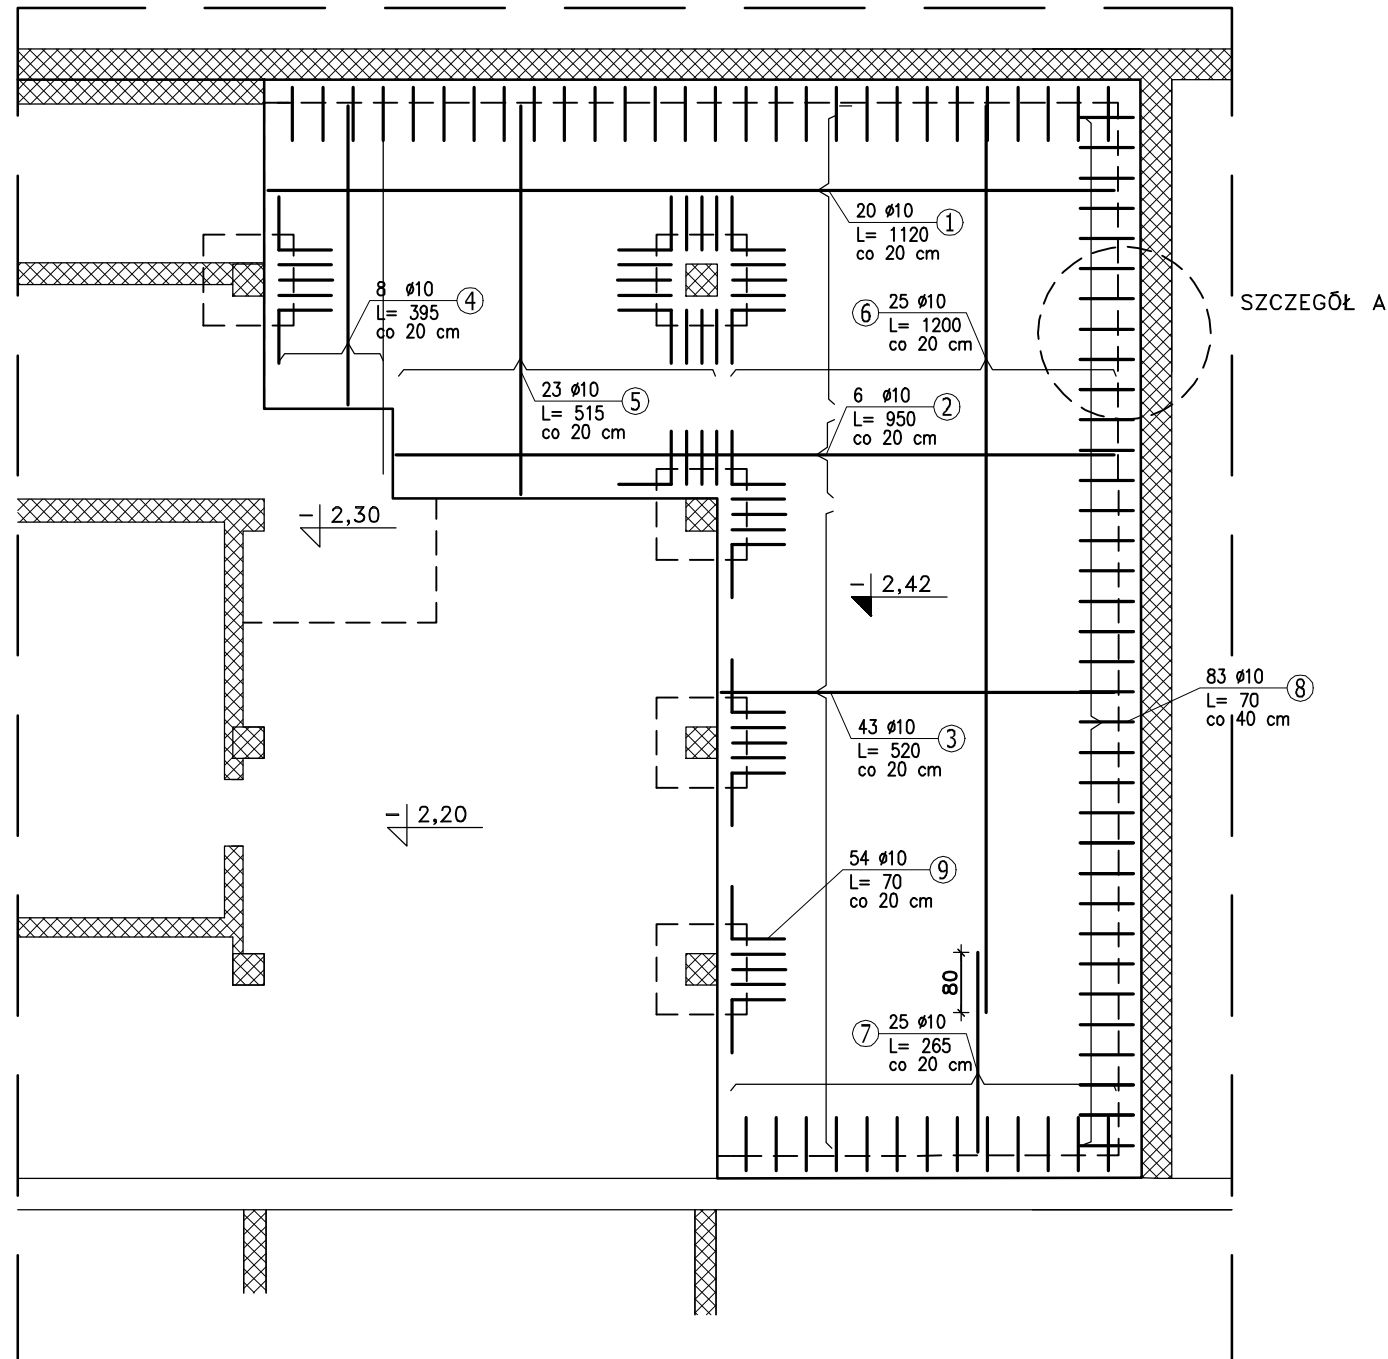 20 ø10 ①
L= 1120
co 20 cm
8 ø10 ④
L= 395
co 20 cm
⑥ 25 ø10
L= 1200
co 20 cm
SZCZEGÓŁ A
23 ø10 ⑤
L= 515
co 20 cm
6 ø10 ②
L= 950
co 20 cm
- 2,30
- 2,42
83 ø10 ⑧
L= 70
co 40 cm
43 ø10 ③
L= 520
co 20 cm
- 2,20
54 ø10 ⑨
L= 70
co 20 cm
80
⑦ 25 ø10
L= 265
co 20 cm